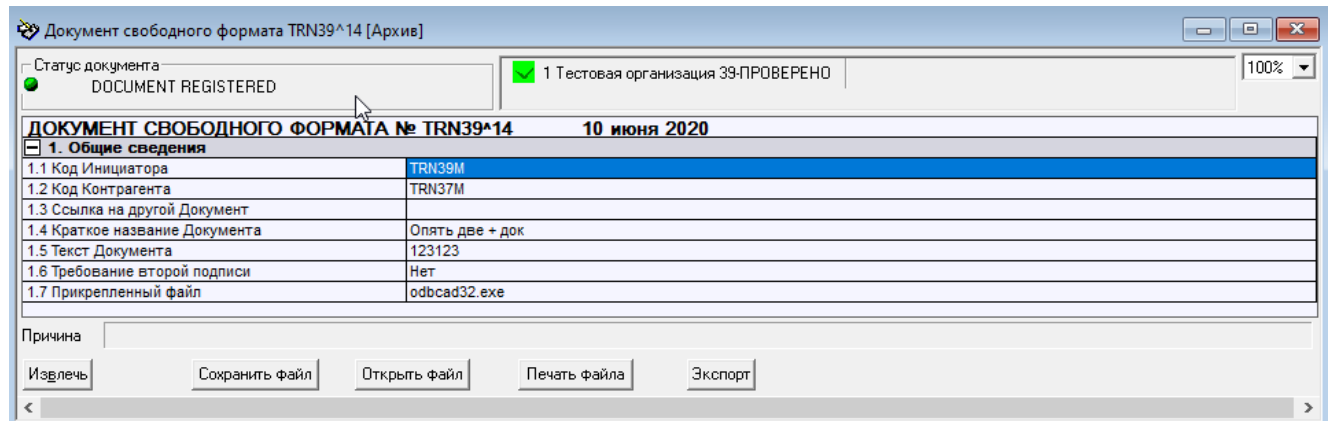 Документ свободного формата TRN39^14 [Архив]
Статус документа
DOCUMENT REGISTERED
1 Тестовая организация 39-ПРОВЕРЕНО
100%
ДОКУМЕНТ СВОБОДНОГО ФОРМАТА № TRN39^14 10 июня 2020
1. Общие сведения
1.1 Код Инициатора TRN39M
1.2 Код Контрагента TRN37M
1.3 Ссылка на другой Документ
1.4 Краткое название Документа Опять две + док
1.5 Текст Документа 123123
1.6 Требование второй подписи Нет
1.7 Прикрепленный файл odbcad32.exe
Причина
Извлечь Сохранить файл Открыть файл Печать файла Экспорт